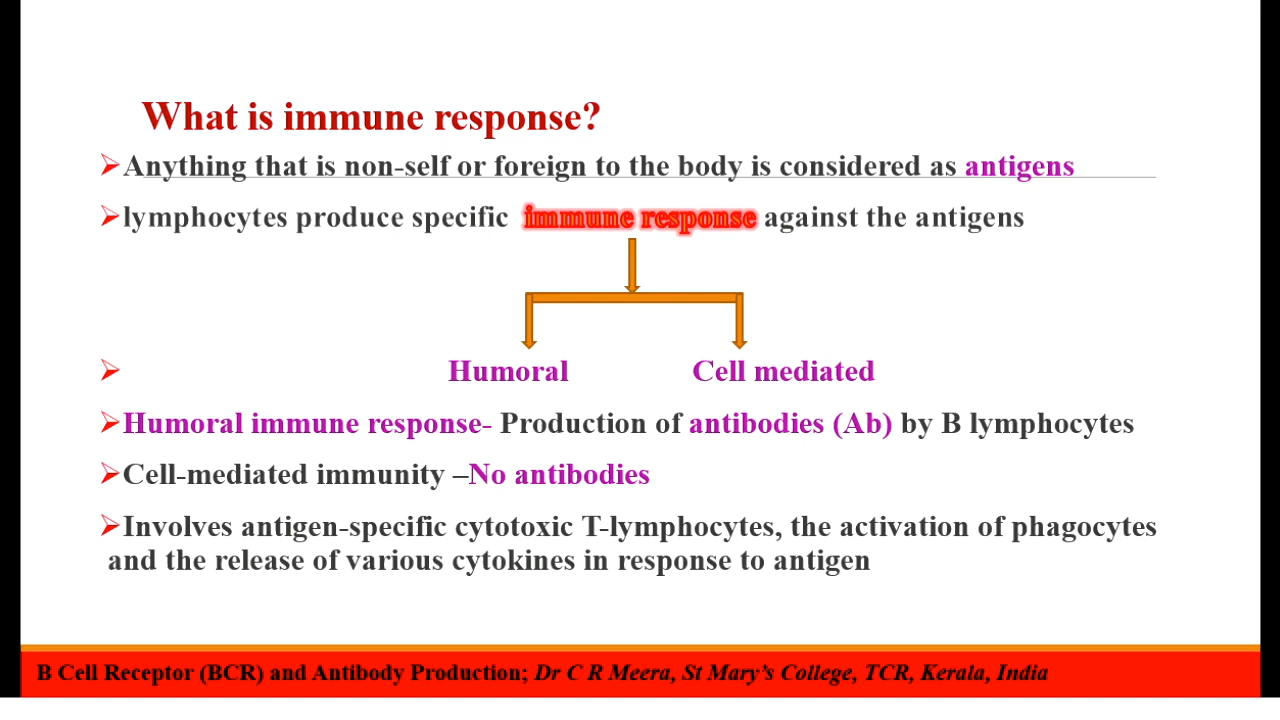 What is immune response?
➢Anything that is non-self or foreign to the body is considered as antigens
➢lymphocytes produce specific immune response against the antigens
➢ Humoral Cell mediated
➢Humoral immune response- Production of antibodies (Ab) by B lymphocytes
➢Cell-mediated immunity –No antibodies
➢Involves antigen-specific cytotoxic T-lymphocytes, the activation of phagocytes
and the release of various cytokines in response to antigen
B Cell Receptor (BCR) and Antibody Production; Dr C R Meera, St Mary’s College, TCR, Kerala, India